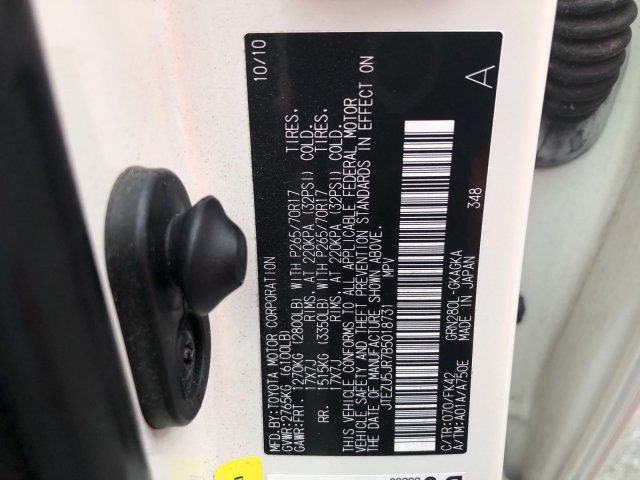 MFD.BY:TOYOTA MOTOR CORPORATION 10/10
GVWR:2765KG (6100LB)
GAWR:FRT. 1270KG (2800LB) WITH P265/70R17 TIRES.
17X7J RIMS. AT 220KPA (32PSI) COLD.
RR. 1515KG (3350LB) WITH P265/70R17 TIRES.
17X7J RIMS. AT 220KPA (32PSI) COLD.
THIS VEHICLE CONFORMS TO ALL APPLICABLE FEDERAL MOTOR
VEHICLE SAFETY AND THEFT PREVENTION STANDARDS IN EFFECT ON
THE DATE OF MANUFACTURE SHOWN ABOVE.
JTEZU5JR7B5018731 MPV
C/TR:070/FK42 GRN280L-GKAGKA 348
A/TM:A01A/A750E MADE IN JAPAN
A